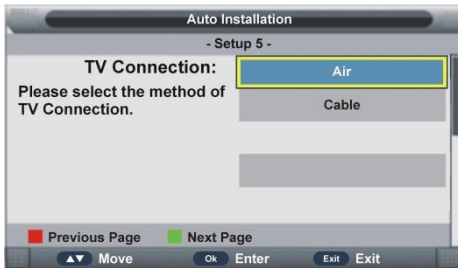 Auto Installation
- Setup 5 -
TV Connection:
Please select the method of
TV Connection.
Air
Cable
Previous Page Next Page
▲▼ Move Ok Enter Exit Exit